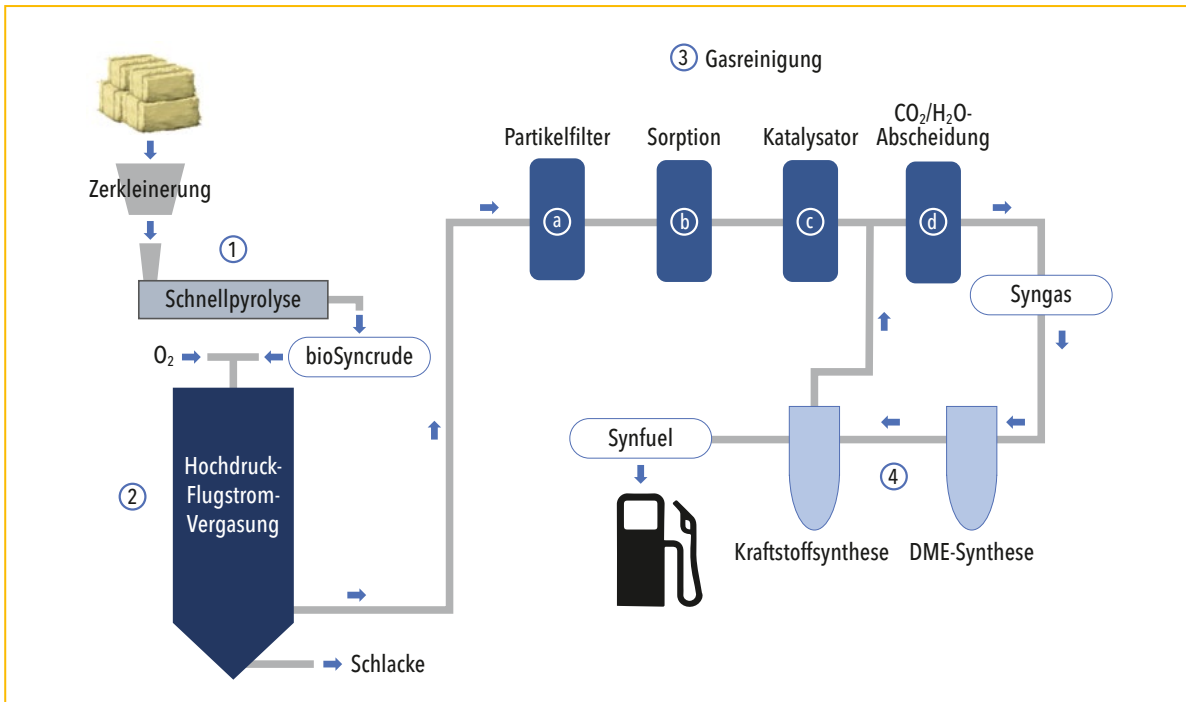 ③ Gasreinigung
Partikelfilter
Sorption
Katalysator
CO₂/H₂O-
Abscheidung
Zerkleinerung
a
b
c
d
①
Schnellpyrolyse
Syngas
O₂
bioSyncrude
②
Hochdruck-
Flugstrom-
Vergasung
Synfuel
④
Kraftstoffsynthese
DME-Synthese
Schlacke